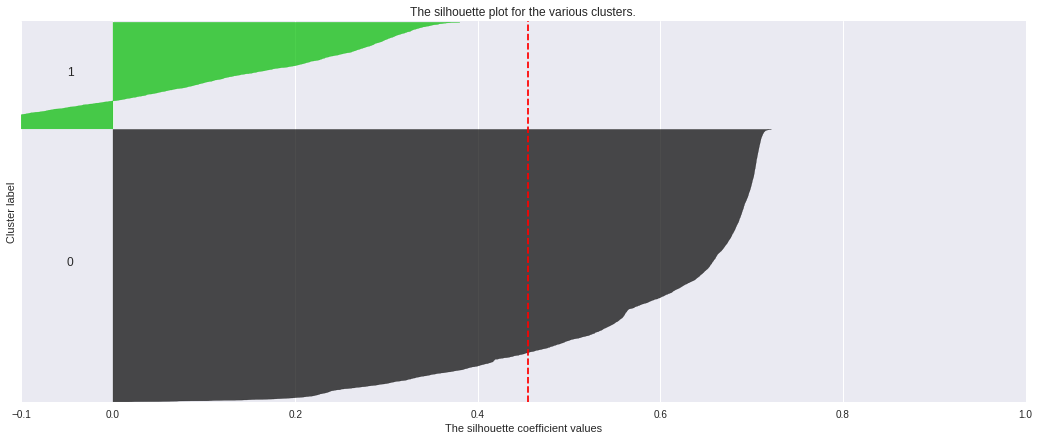 The silhouette plot for the various clusters.
1
Cluster label
0
−0.1 0.0 0.2 0.4 0.6 0.8 1.0
The silhouette coefficient values